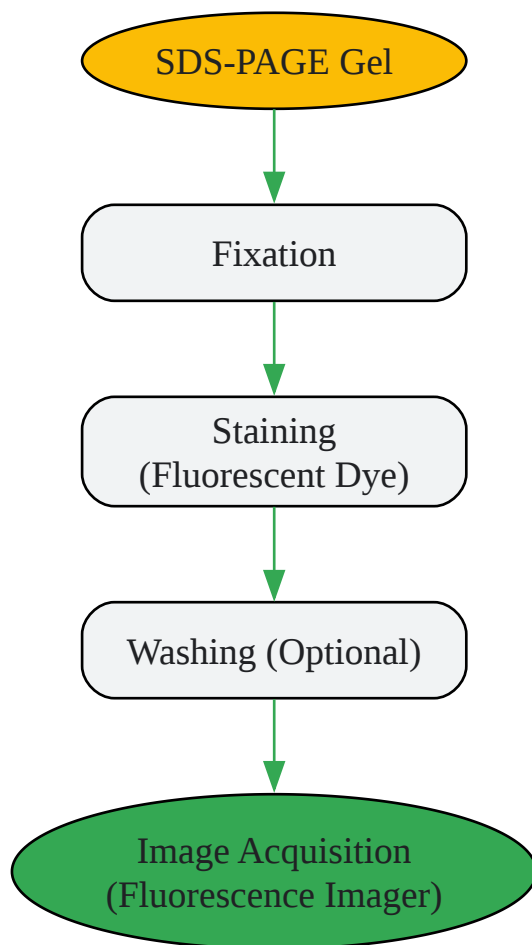 SDS-PAGE Gel
Fixation
Staining
(Fluorescent Dye)
Washing (Optional)
Image Acquisition
(Fluorescence Imager)